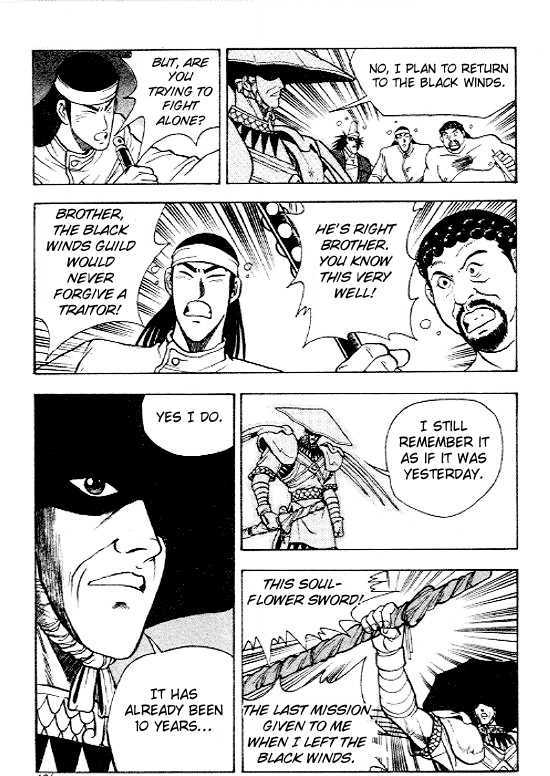 BUT, ARE
YOU
TRYING TO
FIGHT
ALONE?
NO, I PLAN TO RETURN
TO THE BLACK WINDS.
BROTHER,
THE BLACK
WINDS GUILD
WOULD
NEVER
FORGIVE A
TRAITOR!
HE'S RIGHT
BROTHER.
YOU KNOW
THIS VERY
WELL!
YES I DO.
IT HAS
ALREADY BEEN
10 YEARS...
I STILL
REMEMBER IT
AS IF IT WAS
YESTERDAY.
THIS SOUL-
FLOWER SWORD!
THE LAST MISSION
GIVEN TO ME
WHEN I LEFT THE
BLACK WINDS.